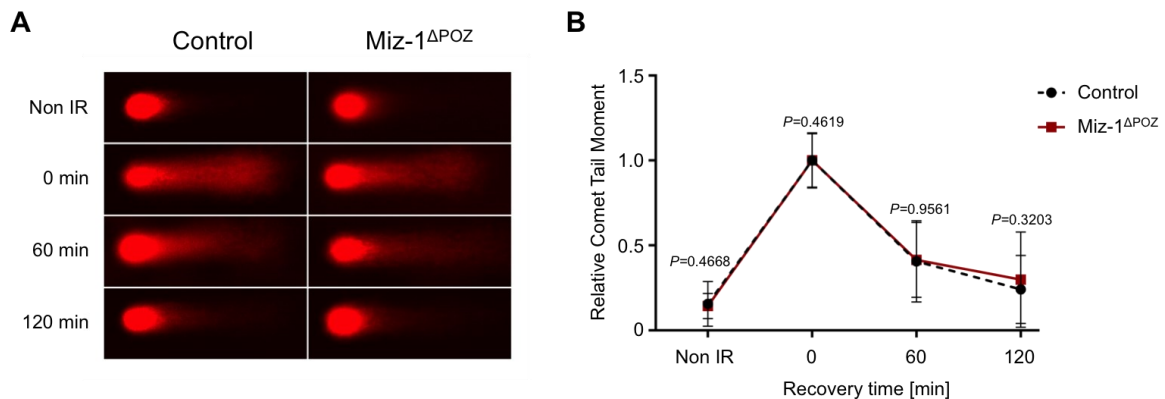 A
Control
Miz-1ΔPOZ
Non IR
0 min
60 min
120 min
B
Relative Comet Tail Moment
1.5
1.0
0.5
0
P=0.4668
P=0.4619
P=0.9561
P=0.3203
Non IR
0
60
120
Recovery time [min]
Control
Miz-1ΔPOZ